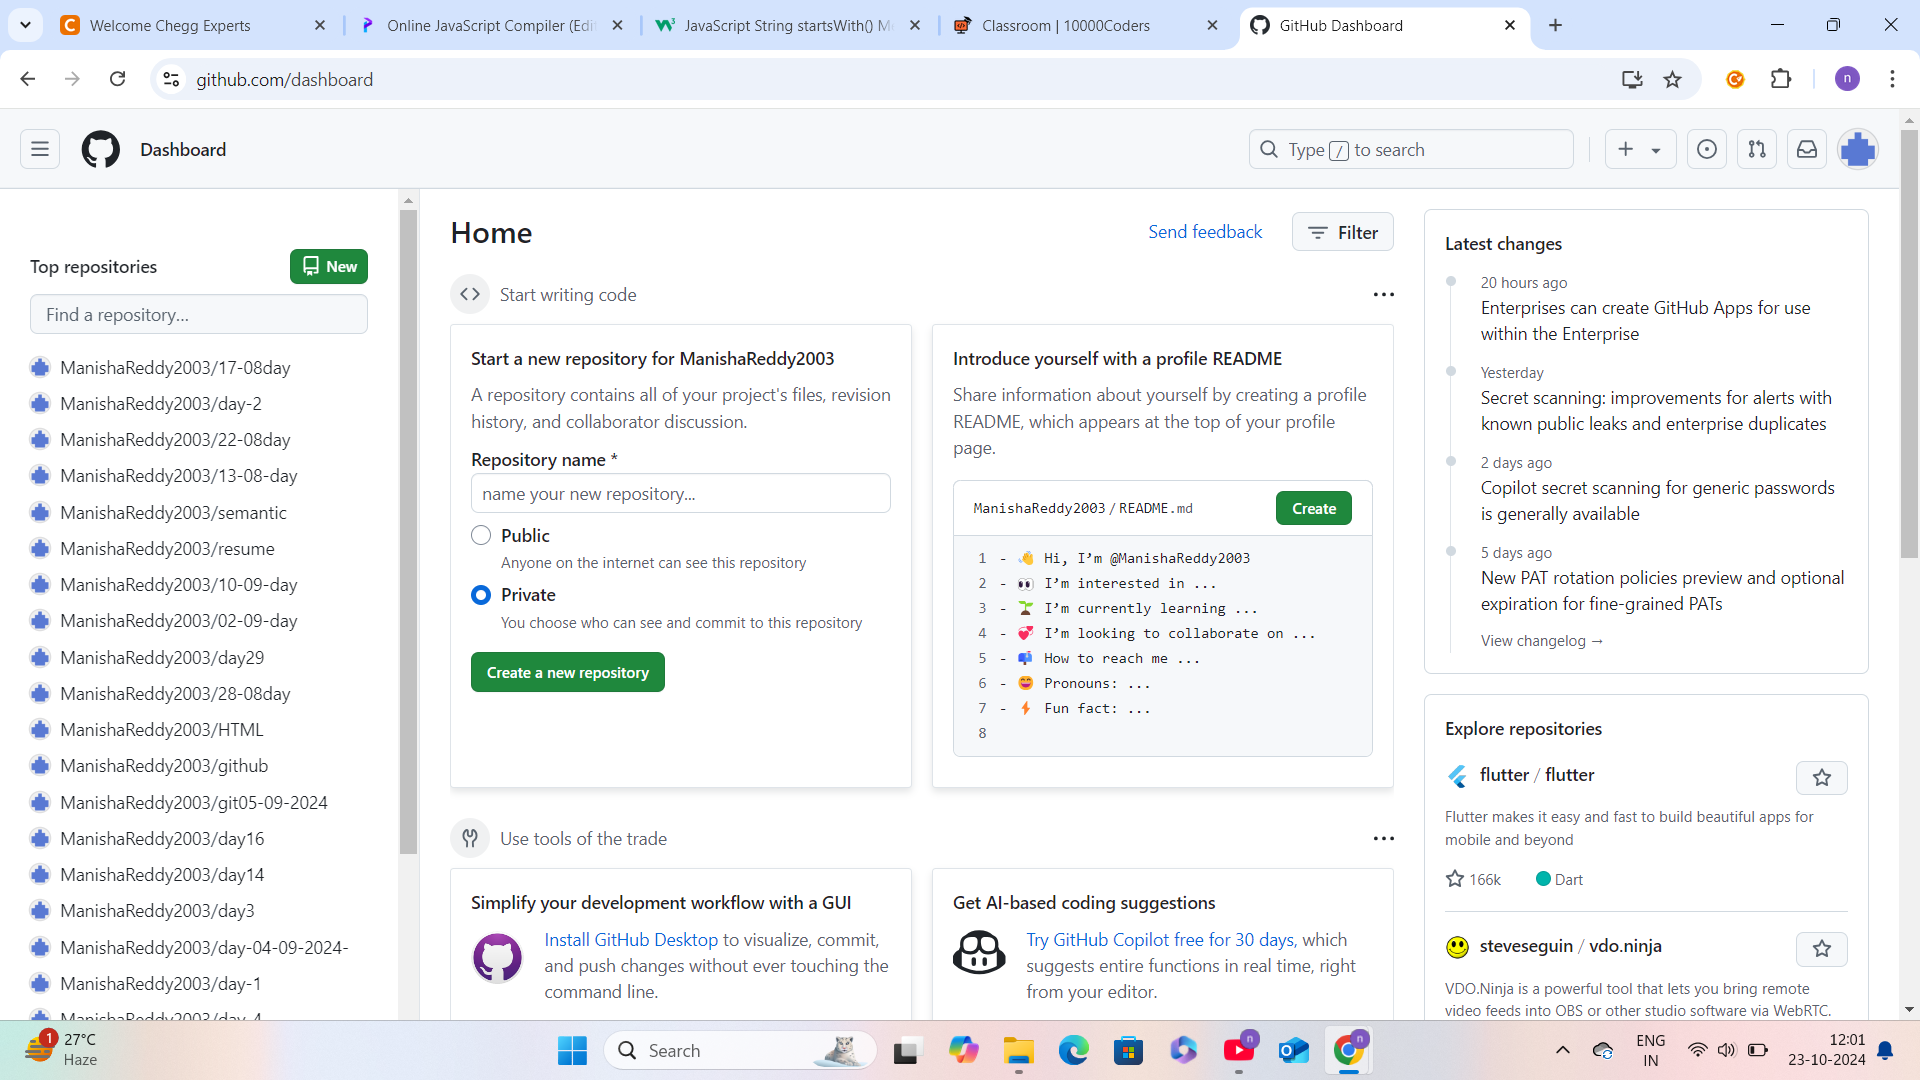 Welcome Chegg Experts
Online JavaScript Compiler (Edi
JavaScript String startsWith() M
Classroom | 10000Coders
GitHub Dashboard
github.com/dashboard
n
Dashboard
Type / to search
Top repositories
New
Find a repository...
ManishaReddy2003/17-08day
ManishaReddy2003/day-2
ManishaReddy2003/22-08day
ManishaReddy2003/13-08-day
ManishaReddy2003/semantic
ManishaReddy2003/resume
ManishaReddy2003/10-09-day
ManishaReddy2003/02-09-day
ManishaReddy2003/day29
ManishaReddy2003/28-08day
ManishaReddy2003/HTML
ManishaReddy2003/github
ManishaReddy2003/git05-09-2024
ManishaReddy2003/day16
ManishaReddy2003/day14
ManishaReddy2003/day3
ManishaReddy2003/day-04-09-2024-
ManishaReddy2003/day-1
ManishaReddy2003/day-4
Home
Send feedback
Filter
Start writing code
Start a new repository for ManishaReddy2003
A repository contains all of your project's files, revision
history, and collaborator discussion.
Repository name *
name your new repository...
Public
Anyone on the internet can see this repository
Private
You choose who can see and commit to this repository
Create a new repository
Introduce yourself with a profile README
Share information about yourself by creating a profile
README, which appears at the top of your profile
page.
ManishaReddy2003 / README.md
Create
1 - 👋 Hi, I’m @ManishaReddy2003
2 - 👀 I’m interested in ...
3 - 🌱 I’m currently learning ...
4 - 💞️ I’m looking to collaborate on ...
5 - 📫 How to reach me ...
6 - 😄 Pronouns: ...
7 - ⚡ Fun fact: ...
8
Use tools of the trade
Simplify your development workflow with a GUI
Install GitHub Desktop to visualize, commit,
and push changes without ever touching the
command line.
Get AI-based coding suggestions
Try GitHub Copilot free for 30 days, which
suggests entire functions in real time, right
from your editor.
Latest changes
20 hours ago
Enterprises can create GitHub Apps for use
within the Enterprise
Yesterday
Secret scanning: improvements for alerts with
known public leaks and enterprise duplicates
2 days ago
Copilot secret scanning for generic passwords
is generally available
5 days ago
New PAT rotation policies preview and optional
expiration for fine-grained PATs
View changelog →
Explore repositories
flutter / flutter
Flutter makes it easy and fast to build beautiful apps for
mobile and beyond
166k
Dart
steveseguin / vdo.ninja
VDO.Ninja is a powerful tool that lets you bring remote
video feeds into OBS or other studio software via WebRTC.
1
27°C
Haze
Search
n
n
n
ENG
IN
12:01
23-10-2024